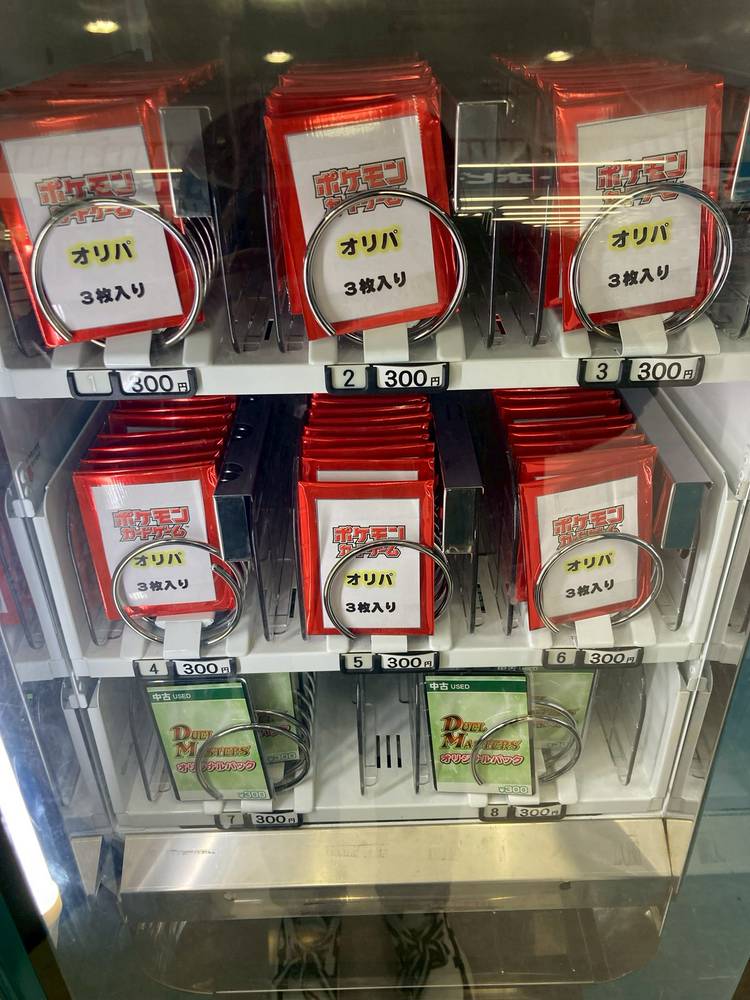 ポケモン
カードゲーム
オリパ
3枚入り
ポケモン
カードゲーム
オリパ
3枚入り
ポケモン
カードゲーム
オリパ
3枚入り
1 300円
2 300円
3 300円
ポケモン
カードゲーム
オリパ
3枚入り
ポケモン
カードゲーム
オリパ
3枚入り
ポケモン
カードゲーム
オリパ
3枚入り
4 300円
5 300円
6 300円
中古 USED
DUEL
MASTERS
オリジナルパック
¥300
中古 USED
DUEL
MASTERS
オリジナルパック
¥300
7 300円
8 300円